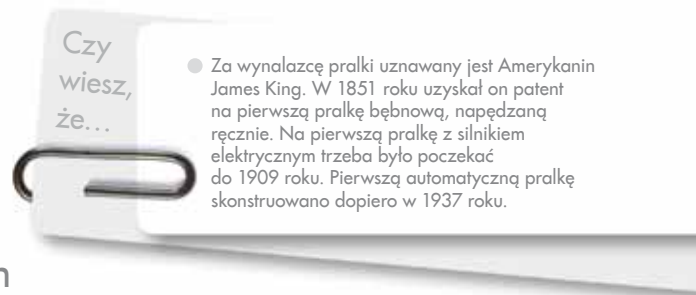 Czy
wiesz,
że...
Za wynalazcę pralki uznawany jest Amerykanin
James King. W 1851 roku uzyskał on patent
na pierwszą pralkę bębnową, napędzaną
ręcznie. Na pierwszą pralkę z silnikiem
elektrycznym trzeba było poczekać
do 1909 roku. Pierwszą automatyczną pralkę
skonstruowano dopiero w 1937 roku.